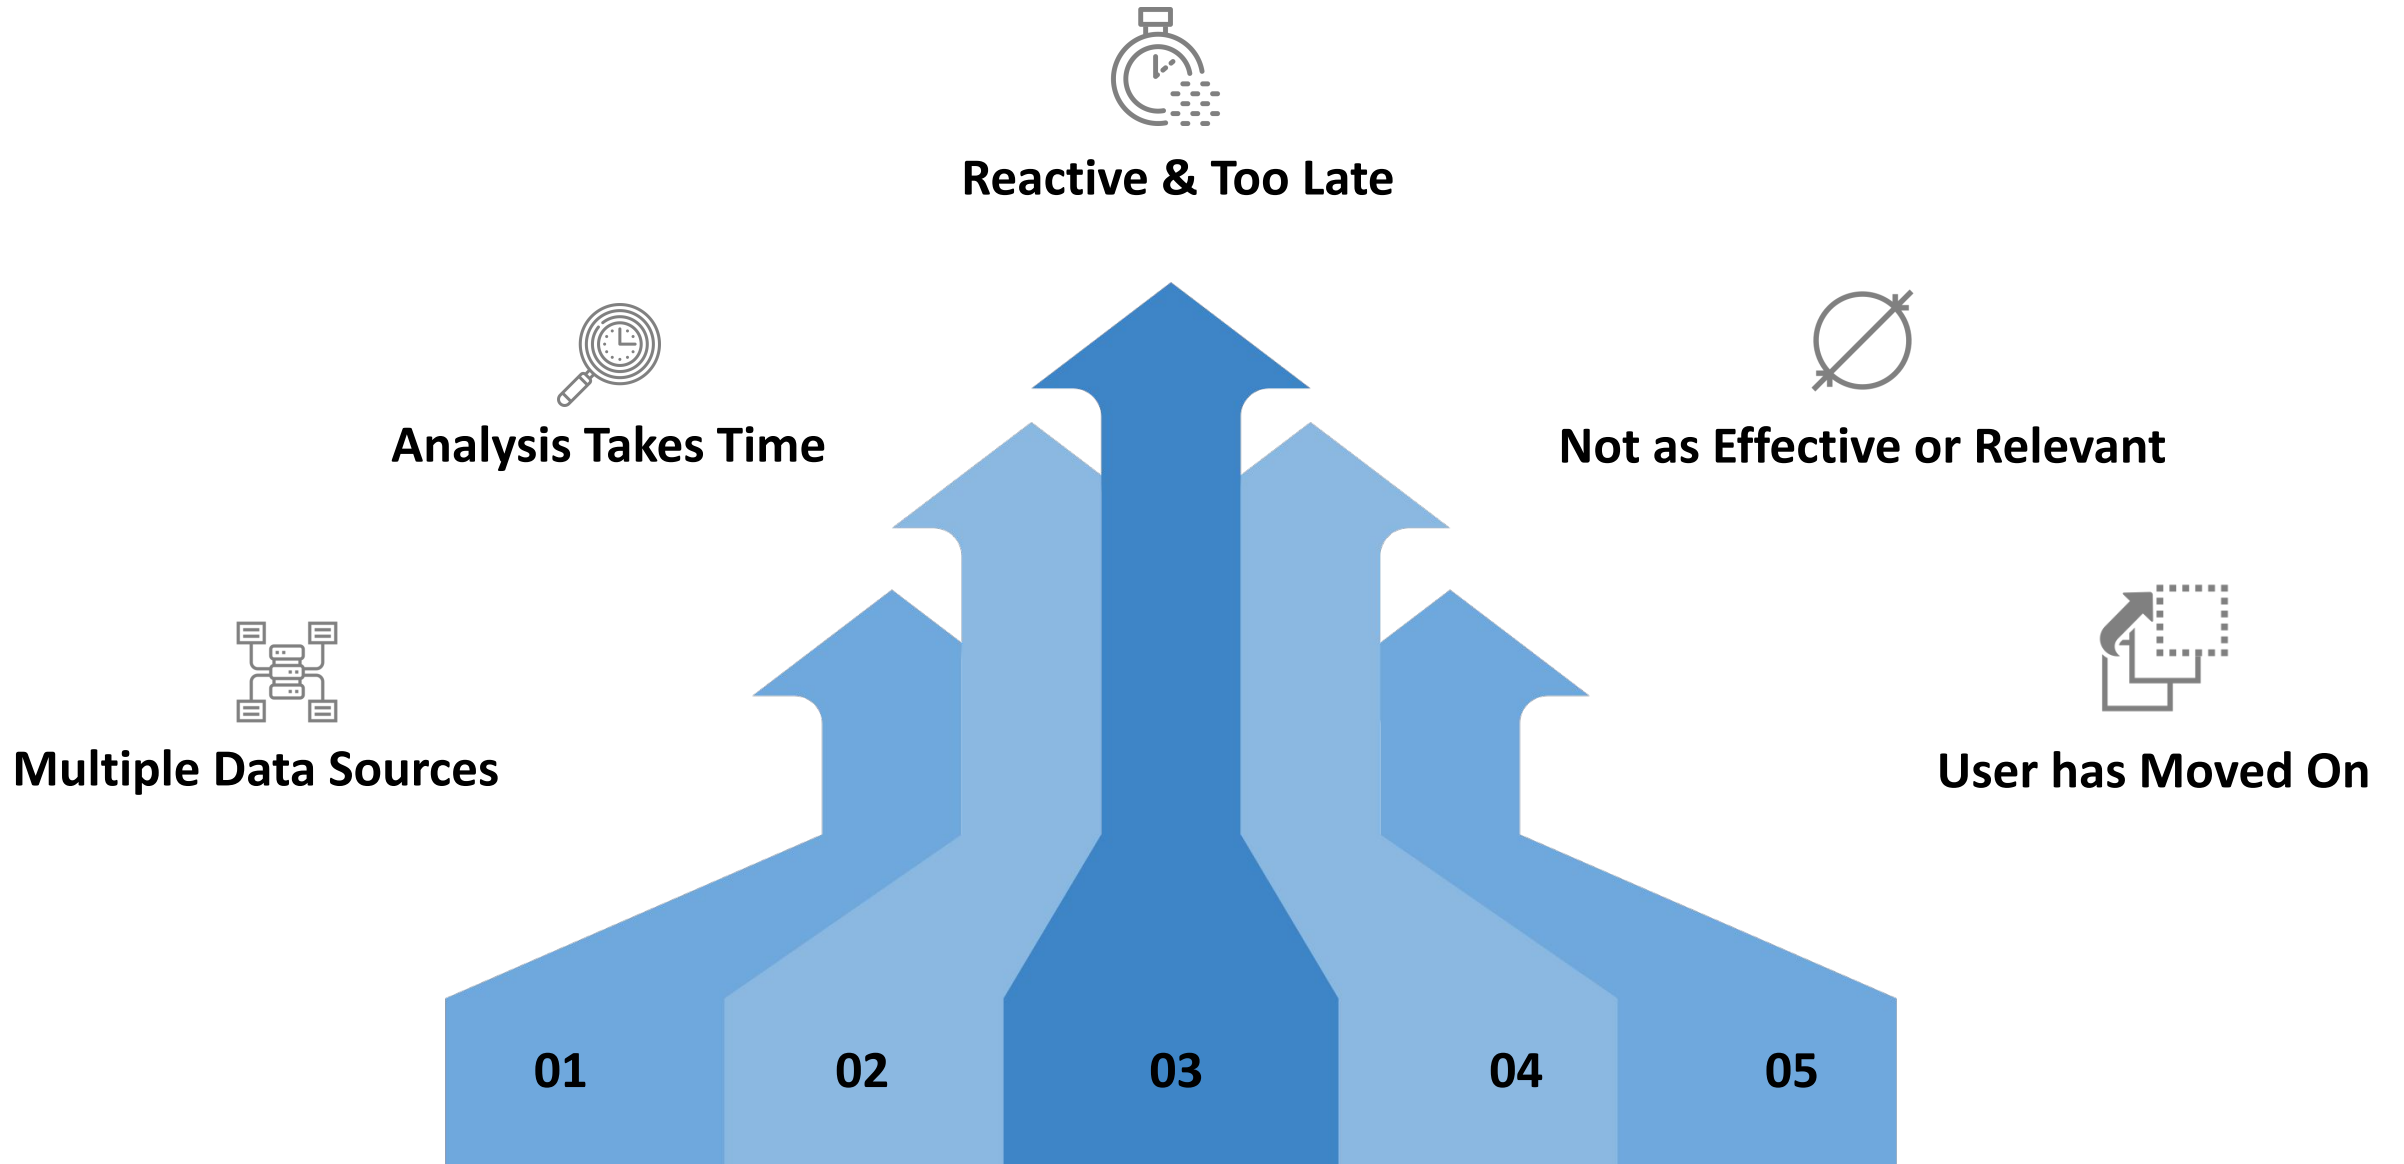 Reactive & Too Late
Analysis Takes Time
Not as Effective or Relevant
Multiple Data Sources
User has Moved On
01
02
03
04
05